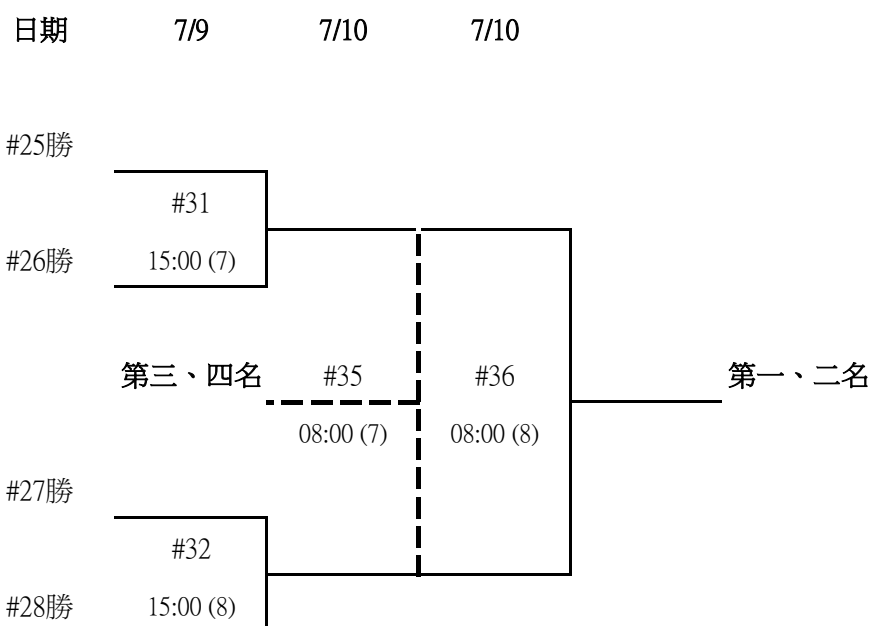 日期 7/9 7/10 7/10
#25勝
#31
#26勝 15:00 (7)
第三、四名 #35 #36 第一、二名
08:00 (7) 08:00 (8)
#27勝
#32
#28勝 15:00 (8)